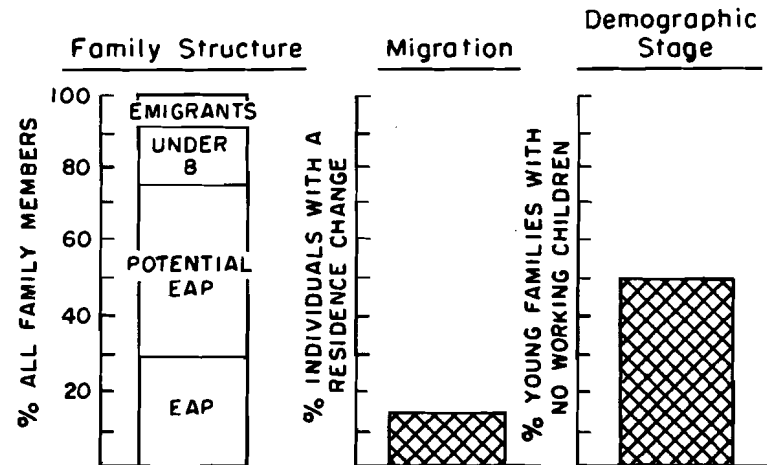 Family Structure
Migration
Demographic
Stage
% ALL FAMILY MEMBERS
100
80
60
40
20
EMIGRANTS
UNDER
8
POTENTIAL
EAP
EAP
% INDIVIDUALS WITH A
RESIDENCE CHANGE
% YOUNG FAMILIES WITH
NO WORKING CHILDREN